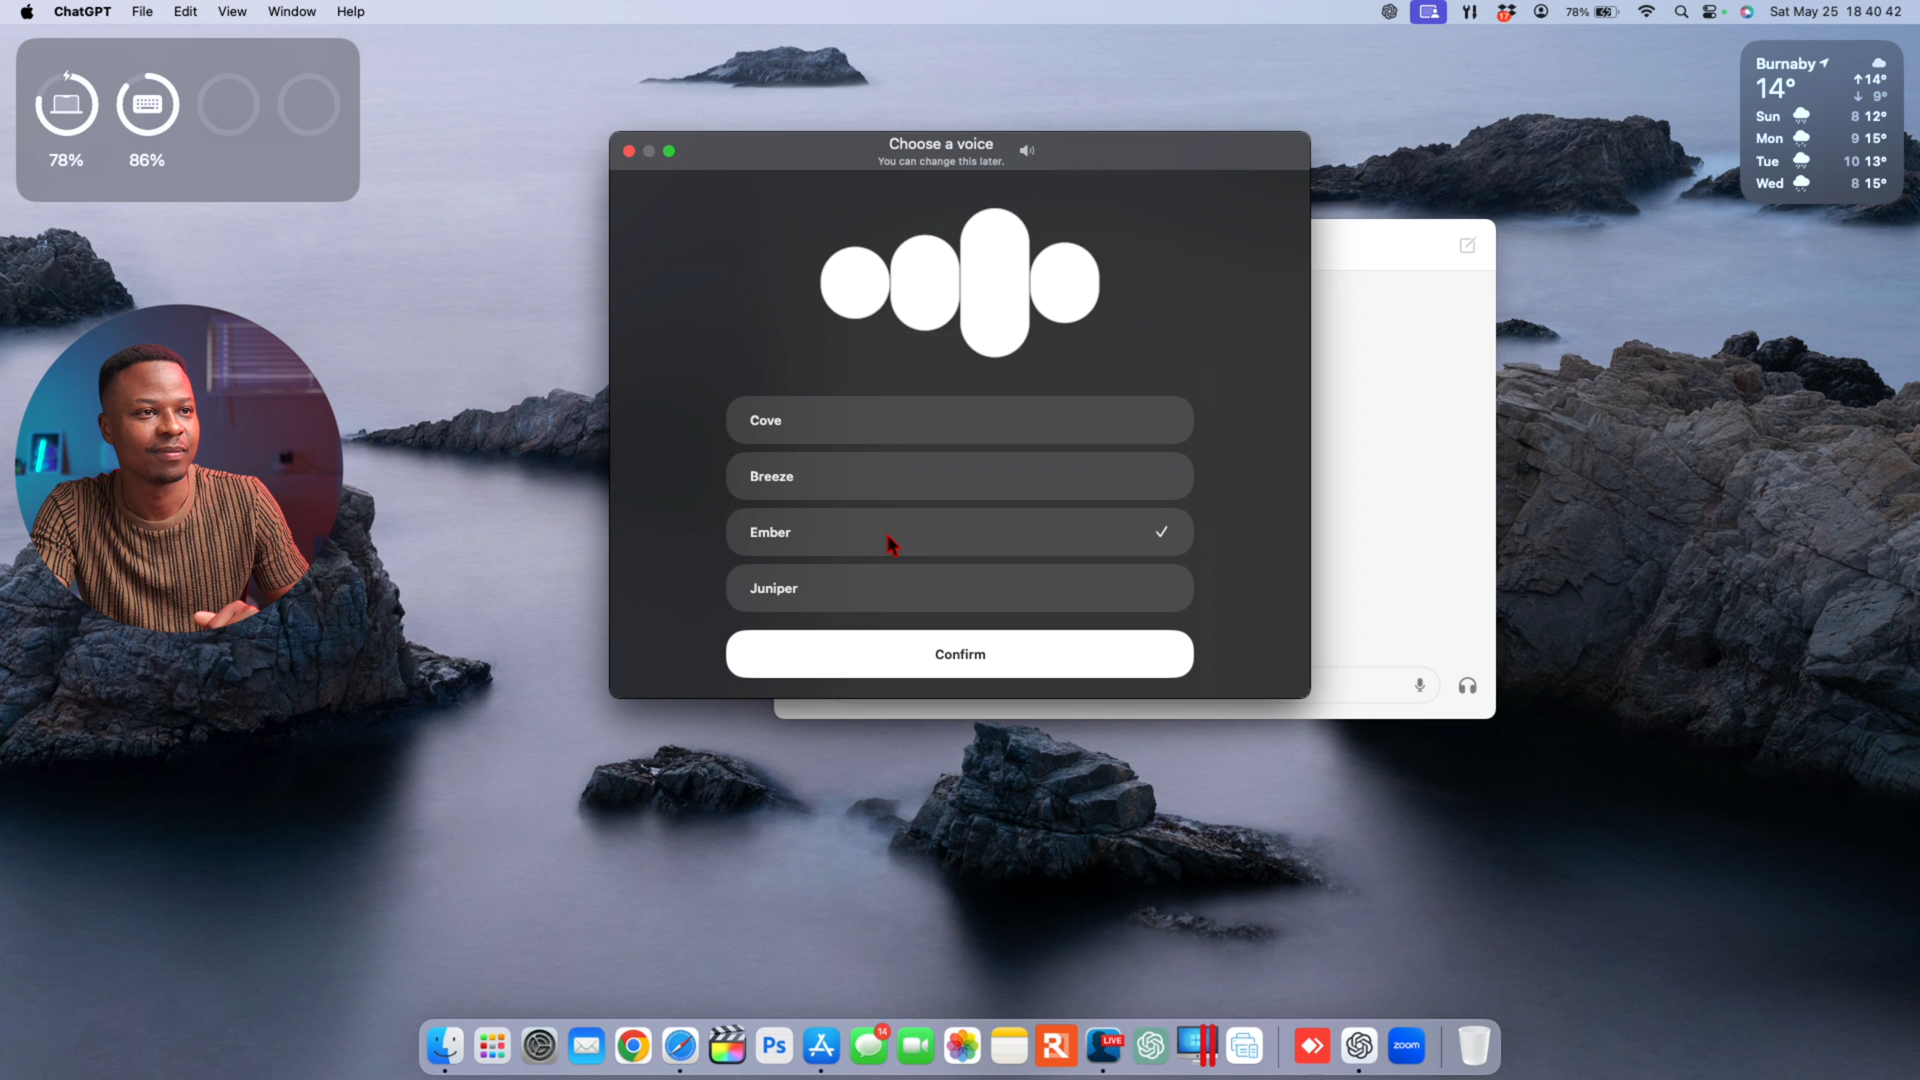 ChatGPT File Edit View Window Help
17
78%
Sat May 25 18 40 42
78% 86%
Burnaby
14°
14°
9°
Sun 8 12°
Mon 9 15°
Tue 10 13°
Wed 8 15°
Choose a voice
You can change this later.
Cove
Breeze
Ember
Juniper
Confirm
Ps
14
LIVE
zoom